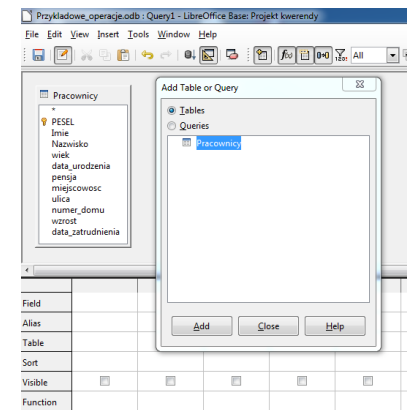 Przykladowe_operacje.odb : Query1 - LibreOffice Base: Projekt kwerendy
File Edit View Insert Tools Window Help
All
Pracownicy
*
PESEL
Imie
Nazwisko
wiek
data_urodzenia
pensja
miejscowosc
ulica
numer_domu
wzrost
data_zatrudnienia
Add Table or Query
Tables
Queries
Pracownicy
Add Close Help
Field
Alias
Table
Sort
Visible
Function